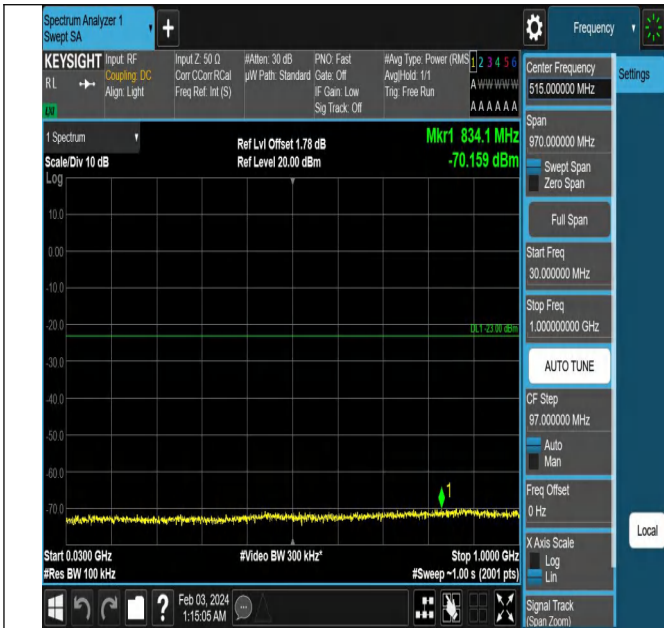 Spectrum Analyzer 1
Swept SA
Frequency
KEYSIGHT
RL
LXI
Input: RF
Coupling: DC
Align: Light
Input Z: 50 Ω
Corr CCorr RCal
Freq Ref: Int (S)
#Atten: 30 dB
µW Path: Standard
PNO: Fast
Gate: Off
IF Gain: Low
Sig Track: Off
#Avg Type: Power (RMS
Avg|Hold: 1/1
Trig: Free Run
1 2 3 4 5 6
A W W W W W
A A A A A A
1 Spectrum
Scale/Div 10 dB
Log
Ref Lvl Offset 1.78 dB
Ref Level 20.00 dBm
Mkr1 834.1 MHz
-70.159 dBm
10.0
0.00
-10.0
-20.0
DL1 -23.00 dBm
-30.0
-40.0
-50.0
-60.0
-70.0
1
Start 0.0300 GHz
#Res BW 100 kHz
#Video BW 300 kHz*
Stop 1.0000 GHz
#Sweep ~1.00 s (2001 pts)
Center Frequency
515.000000 MHz
Settings
Span
970.000000 MHz
Swept Span
Zero Span
Full Span
Start Freq
30.000000 MHz
Stop Freq
1.000000000 GHz
AUTO TUNE
CF Step
97.000000 MHz
Auto
Man
Freq Offset
0 Hz
X Axis Scale
Log
Lin
Local
Signal Track
(Span Zoom)
?
Feb 03, 2024
1:15:05 AM